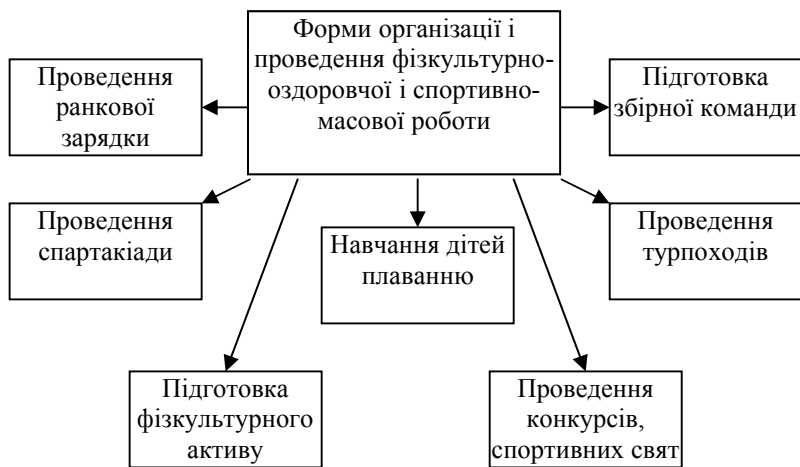 Форми організації і
проведення фізкультурно-
оздоровчої і спортивно-
масової роботи
Проведення
ранкової
зарядки
Підготовка
збірної команди
Проведення
спартакіади
Навчання дітей
плаванню
Проведення
турпоходів
Підготовка
фізкультурного
активу
Проведення
конкурсів,
спортивних свят